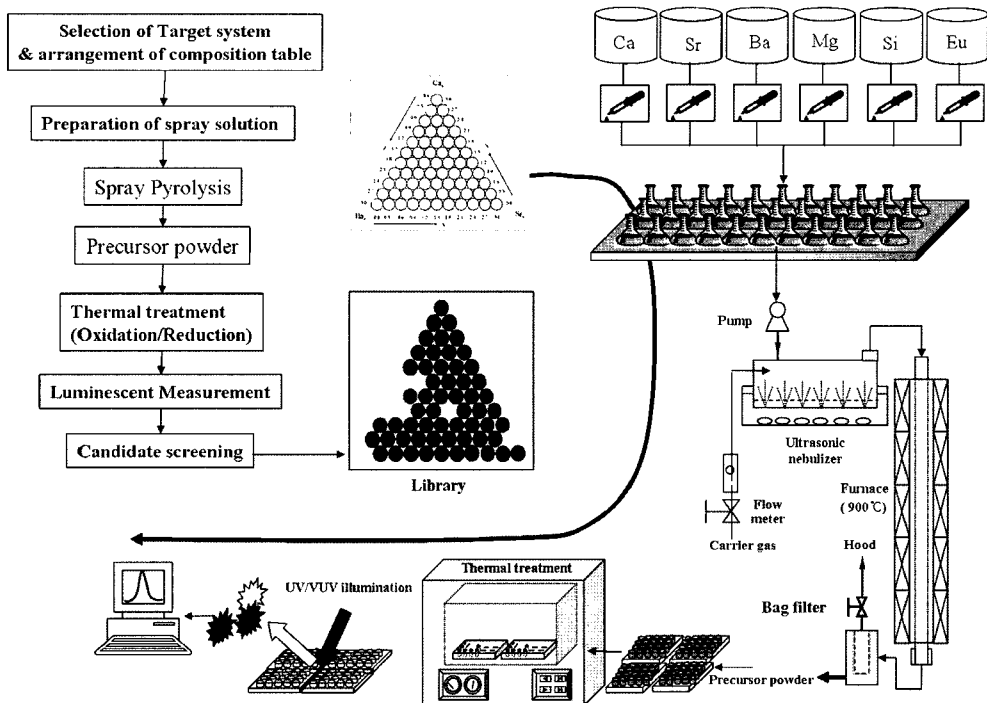 Selection of Target system
& arrangement of composition table
Preparation of spray solution
Spray Pyrolysis
Precursor powder
Thermal treatment
(Oxidation/Reduction)
Luminescent Measurement
Candidate screening
Library
Ca
Sr
Ba
Mg
Si
Eu
Pump
Ultrasonic
nebulizer
Flow
meter
Carrier gas
Furnace
(900℃)
Hood
Bag filter
Precursor powder
Thermal treatment
UV/VUV illumination